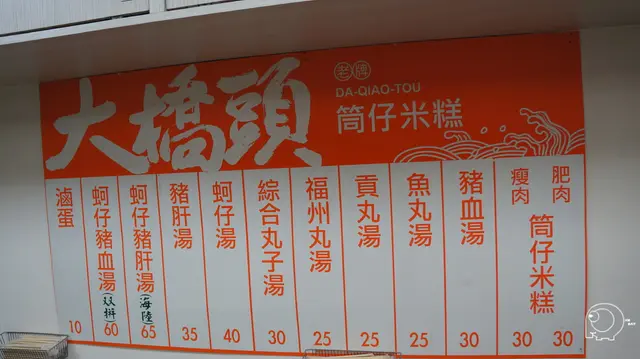 大橋頭
老牌
DA-QIAO-TOU
筒仔米糕
肥肉 瘦肉
筒仔米糕
30 30
豬血湯
30
魚丸湯
25
貢丸湯
25
福州丸湯
25
綜合丸子湯
30
蚵仔湯
40
豬肝湯
35
蚵仔豬肝湯(海陸)
65
蚵仔豬血湯(双拼)
60
滷蛋
10